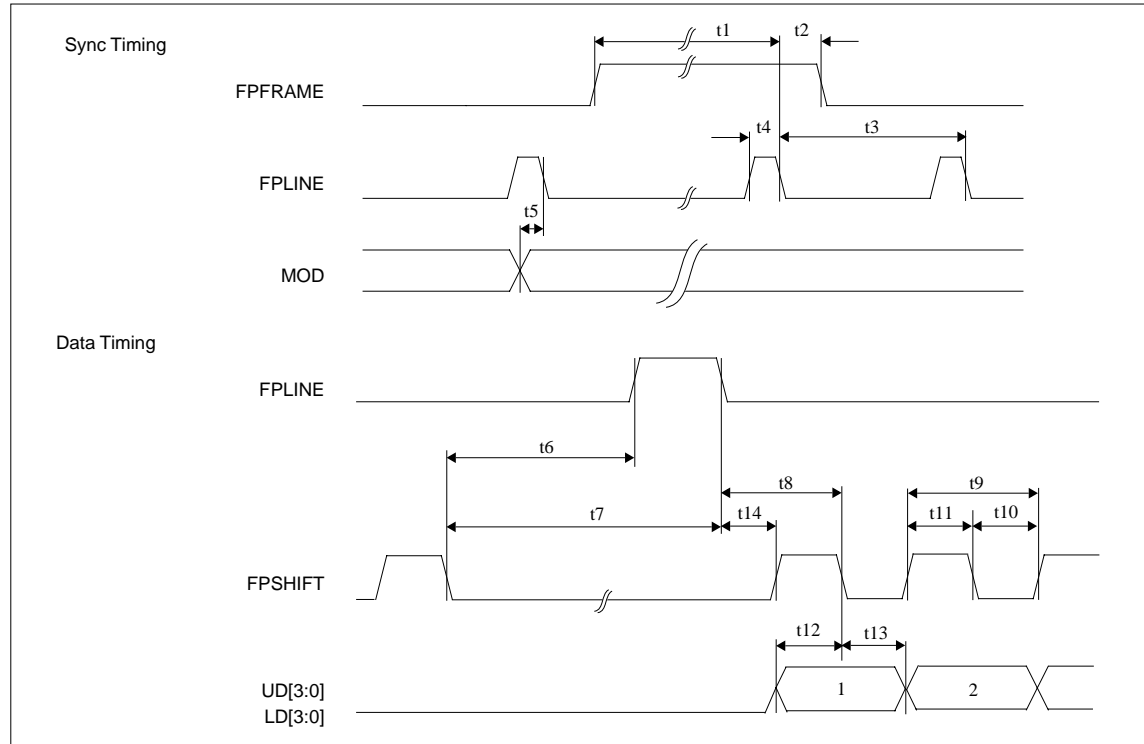 Sync Timing
t1
t2
FPFRAME
t4
t3
FPLINE
t5
MOD
Data Timing
FPLINE
t6
t8
t9
t7
t14
t11
t10
FPSHIFT
t12
t13
UD[3:0]
1
2
LD[3:0]